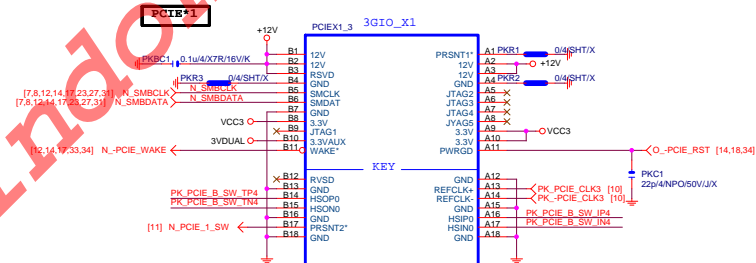 PCIE*1
+12V
PCIEX1_3 3GIO_X1
PKBC1 0.1u/4/X7R/16V/K
B1 12V PRSNT1* A1 PKR1 0/4/SHT/X
B2 12V 12V A2 +12V
B3 RSVD 12V A3
PKR3 0/4/SHT/X B4 GND GND A4 PKR2 0/4/SHT/X
[7,8,12,14,17,23,27,31] N_SMBCLK N_SMBCLK B5 SMCLK JTAG2 A5
[7,8,12,14,17,23,27,31] N_SMBDATA N_SMBDATA B6 SMDAT JTAG3 A6
B7 GND JTAG4 A7
VCC3 B8 3.3V JYAG5 A8
B9 JTAG1 3.3V A9 VCC3
3VDUAL B10 3.3VAUX 3.3V A10
[12,14,17,33,34] N_-PCIE_WAKE B11 WAKE* PWRGD A11 O_-PCIE_RST [14,18,34]
KEY
PKC1
22p/4/NPO/50V/J/X
B12 RVSD GND A12
B13 GND REFCLK+ A13 PK_PCIE_CLK3 [10]
PK_PCIE_B_SW_TP4 B14 HSOP0 REFCLK- A14 PK_-PCIE_CLK3 [10]
PK_PCIE_B_SW_TN4 B15 HSON0 GND A15
B16 GND HSIP0 A16 PK_PCIE_B_SW_IP4
[11] N_PCIE_1_SW B17 PRSNT2* HSIN0 A17 PK_PCIE_B_SW_IN4
B18 GND GND A18